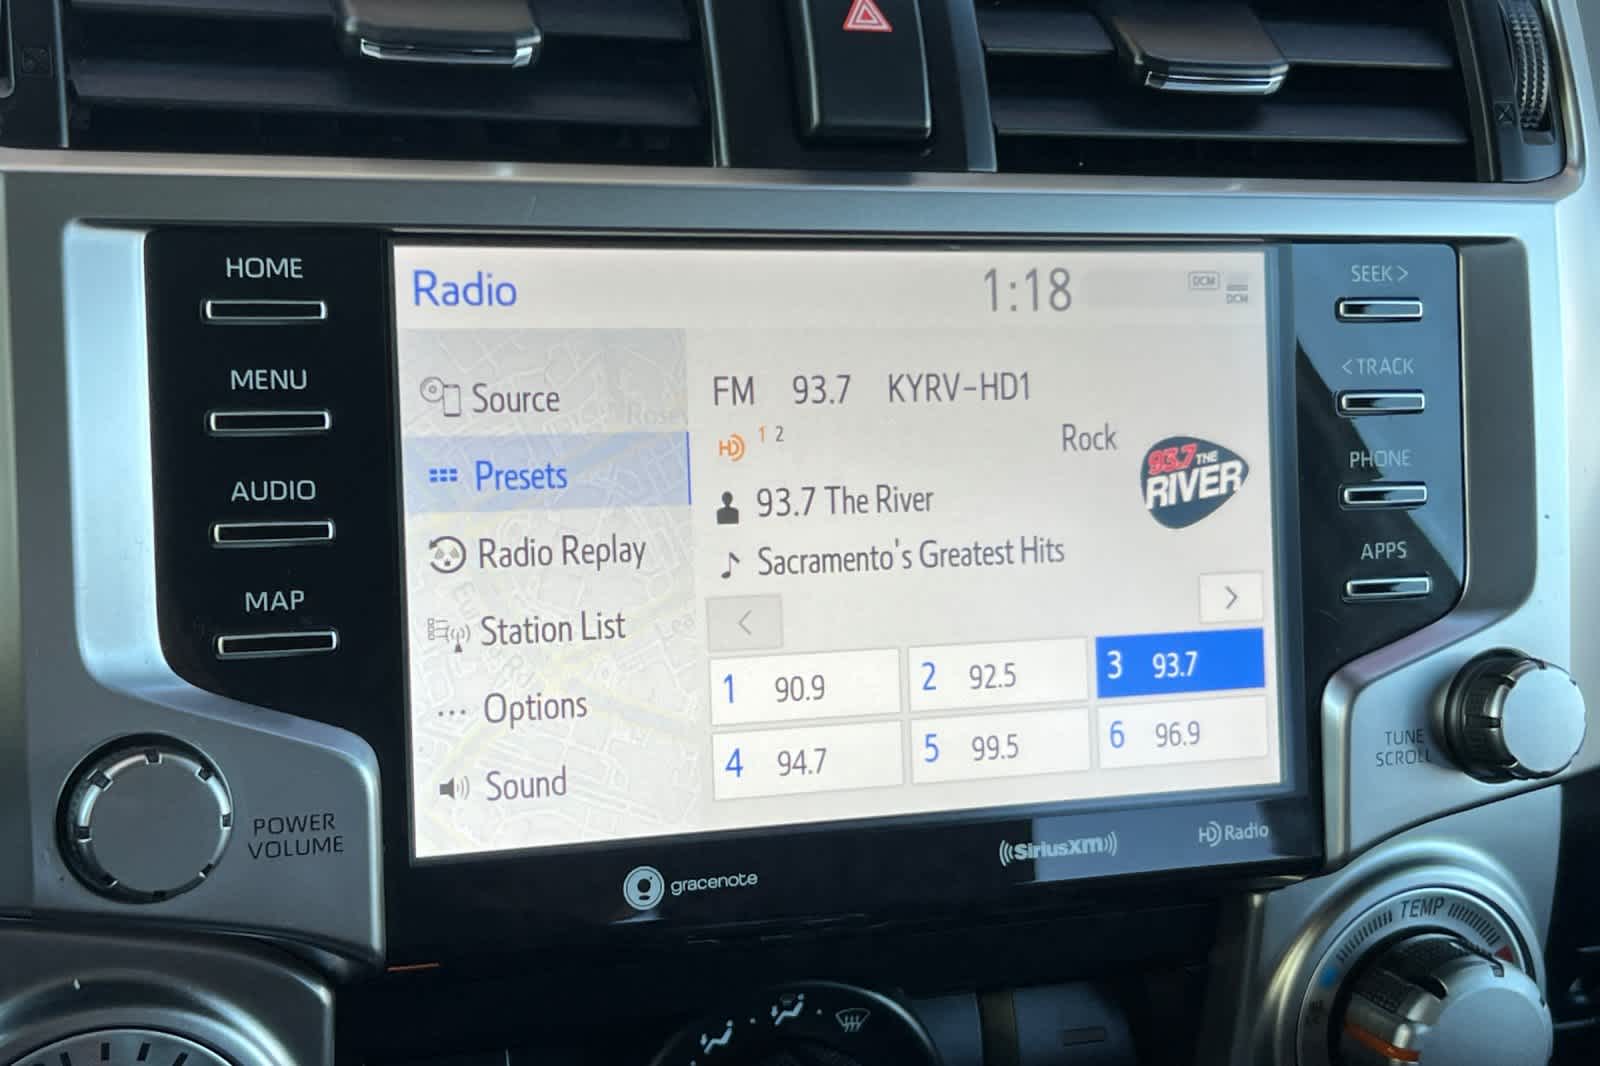 HOME
MENU
AUDIO
MAP
POWER
VOLUME
Radio
1:18
DCM
DCM
Source
Presets
Radio Replay
Station List
Options
Sound
FM 93.7 KYRV-HD1
HD 1 2
Rock
93.7 THE
RIVER
93.7 The River
Sacramento's Greatest Hits
<
>
1 90.9
2 92.5
3 93.7
4 94.7
5 99.5
6 96.9
SEEK >
< TRACK
PHONE
APPS
TUNE
SCROLL
gracenote
((SiriusXM))
HD Radio
TEMP